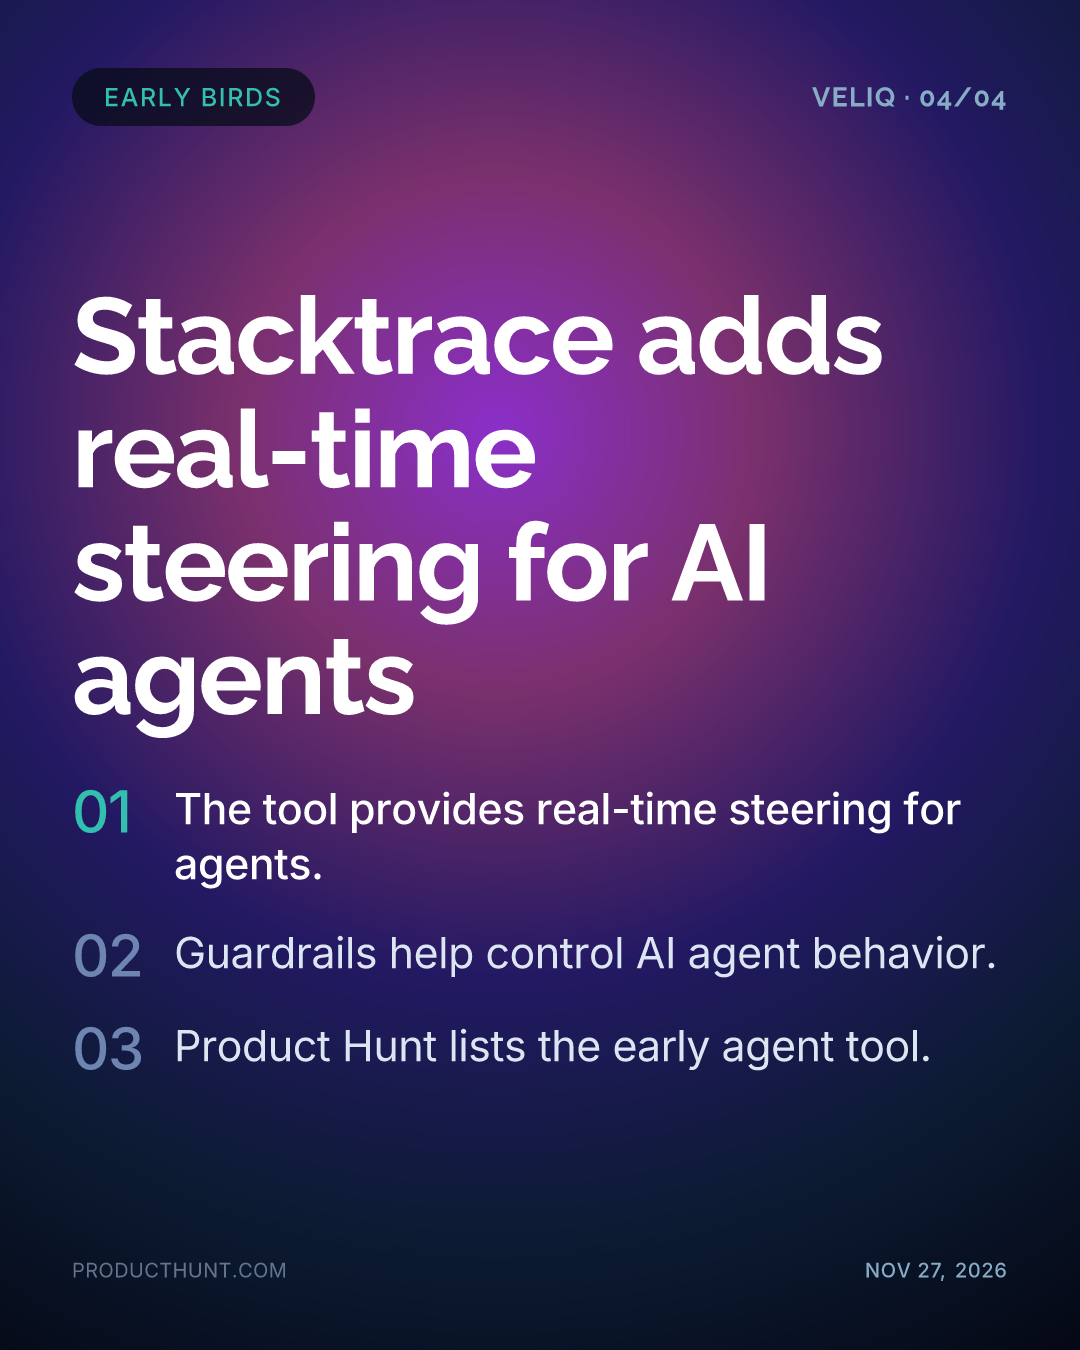 EARLY BIRDS
VELIQ · 04/04
Stacktrace adds
real-time
steering for AI
agents
01 The tool provides real-time steering for
agents.
02 Guardrails help control AI agent behavior.
03 Product Hunt lists the early agent tool.
PRODUCTHUNT.COM
NOV 27, 2026